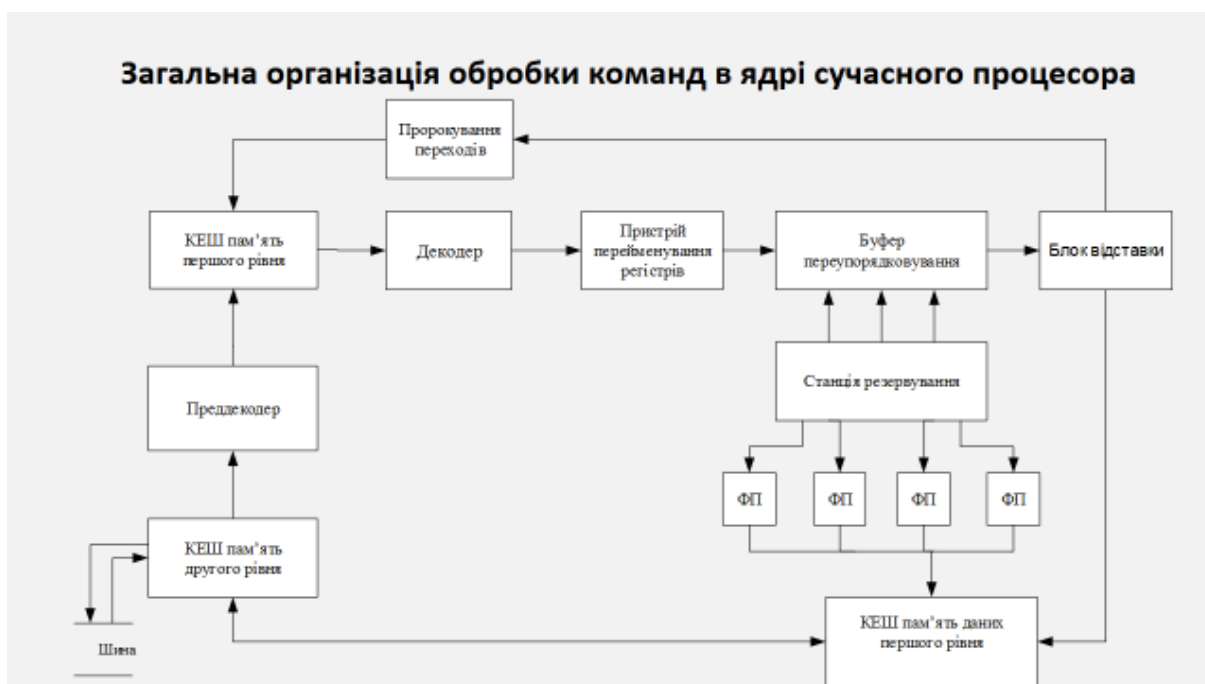 Загальна організація обробки команд в ядрі сучасного процесора
Пророкування
переходів
КЕШ пам’ять
першого рівня
Декодер
Пристрій
перейменування
регістрів
Буфер
переупорядковування
Блок відставки
Станція резервування
Преддекодер
ФП
ФП
ФП
ФП
КЕШ пам’ять
другого рівня
КЕШ пам’ять даних
першого рівня
Шина